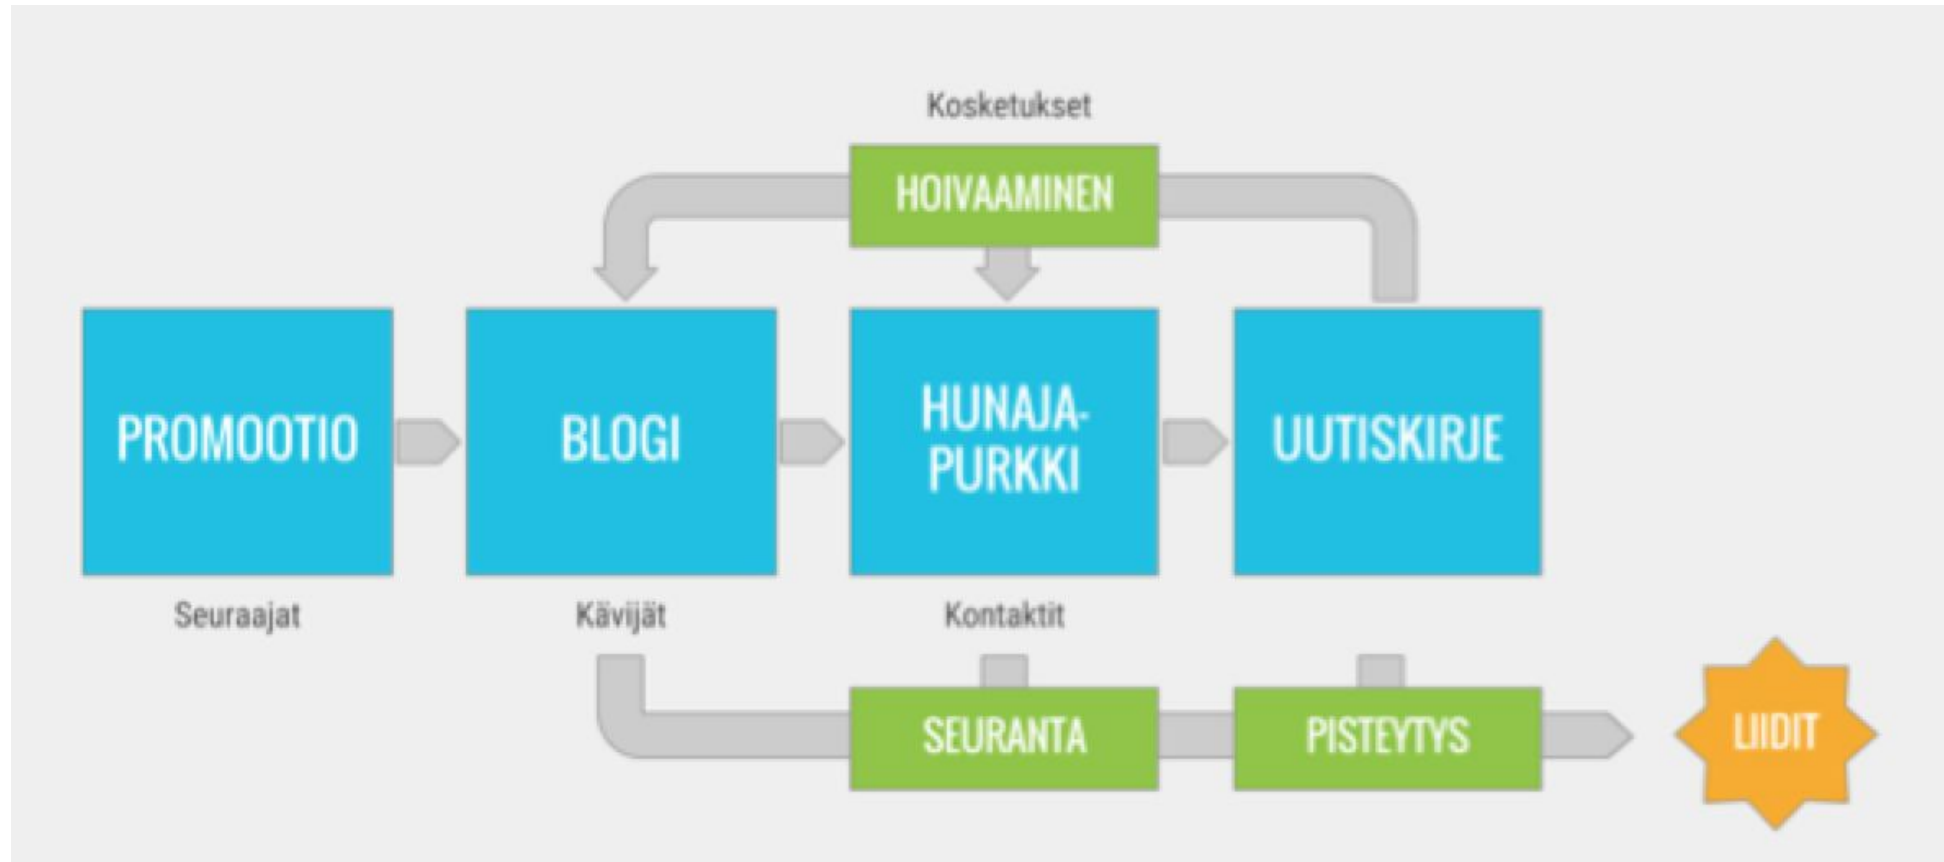 Kosketukset
HOIVAAMINEN
PROMOOTIO
BLOGI
HUNAJA-
PURKKI
UUTISKIRJE
Seuraajat
Kävijät
Kontaktit
SEURANTA
PISTEYTYS
LIIDIT